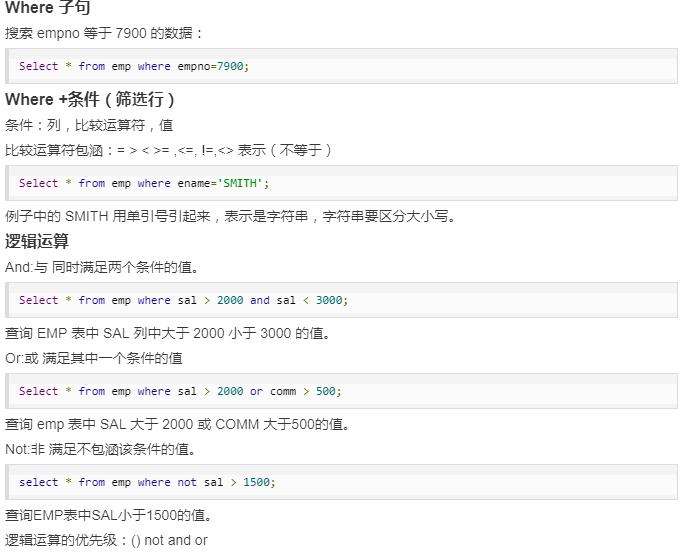 Where 子句
搜索 empno 等于 7900 的数据：
Select * from emp where empno=7900;
Where +条件（筛选行）
条件：列，比较运算符，值
比较运算符包涵：= > < >= ,<=, !=,<> 表示（不等于）
Select * from emp where ename='SMITH';
例子中的 SMITH 用单引号引起来，表示是字符串，字符串要区分大小写。
逻辑运算
And:与 同时满足两个条件的值。
Select * from emp where sal > 2000 and sal < 3000;
查询 EMP 表中 SAL 列中大于 2000 小于 3000 的值。
Or:或 满足其中一个条件的值
Select * from emp where sal > 2000 or comm > 500;
查询 emp 表中 SAL 大于 2000 或 COMM 大于500的值。
Not:非 满足不包涵该条件的值。
select * from emp where not sal > 1500;
查询EMP表中SAL小于1500的值。
逻辑运算的优先级：() not and or